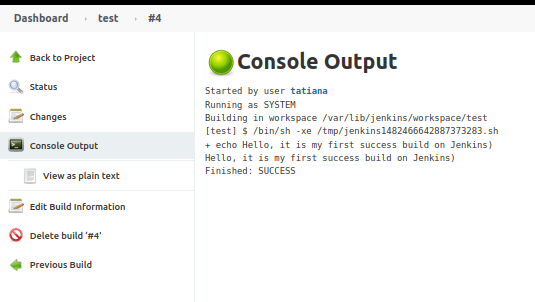 Dashboard › test › #4
Back to Project
Status
Changes
Console Output
View as plain text
Edit Build Information
Delete build ‘#4’
Previous Build
Console Output
Started by user tatiana
Running as SYSTEM
Building in workspace /var/lib/jenkins/workspace/test
[test] $ /bin/sh -xe /tmp/jenkins1482466642887373283.sh
+ echo Hello, it is my first success build on Jenkins)
Hello, it is my first success build on Jenkins)
Finished: SUCCESS